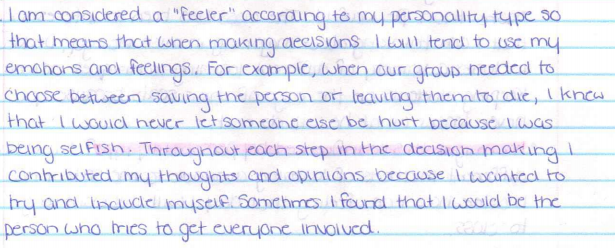 I am considered a "feeler" according to my personality type so
that means that when making decisions I will tend to use my
emotions and feelings. For example, when our group needed to
choose between saving the person or leaving them to die, I knew
that I would never let someone else be hurt because I was
being selfish. Throughout each step in the decision making I
contributed my thoughts and opinions because I wanted to
try and include myself. Sometimes I found that I would be the
person who tries to get everyone involved.